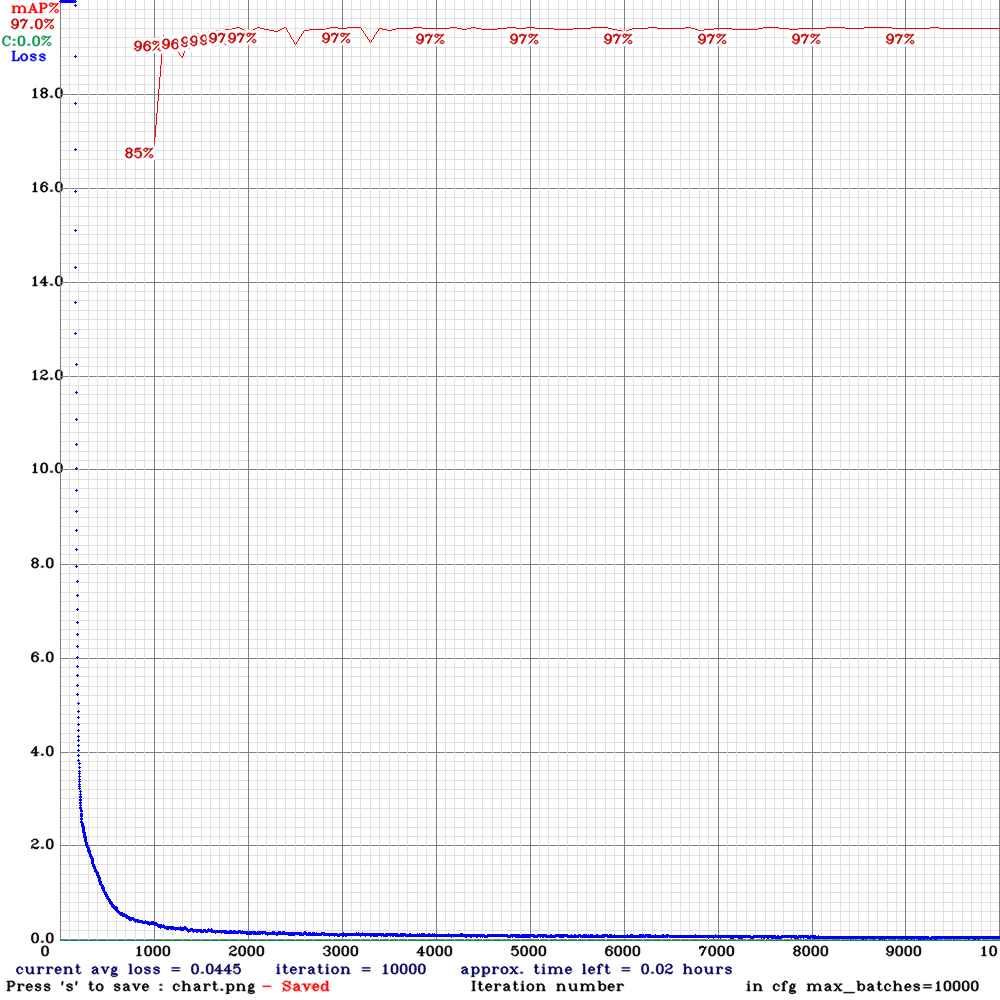 mAP%
97.0%
C:0.0%
Loss
96% 96 97% 97% 97% 97% 97% 97% 97% 97% 97%
18.0
85%
16.0
14.0
12.0
10.0
8.0
6.0
4.0
2.0
0.0
0 1000 2000 3000 4000 5000 6000 7000 8000 9000 10
current avg loss = 0.0445 iteration = 10000 approx. time left = 0.02 hours
Press 's' to save : chart.png - Saved Iteration number in cfg max_batches=10000